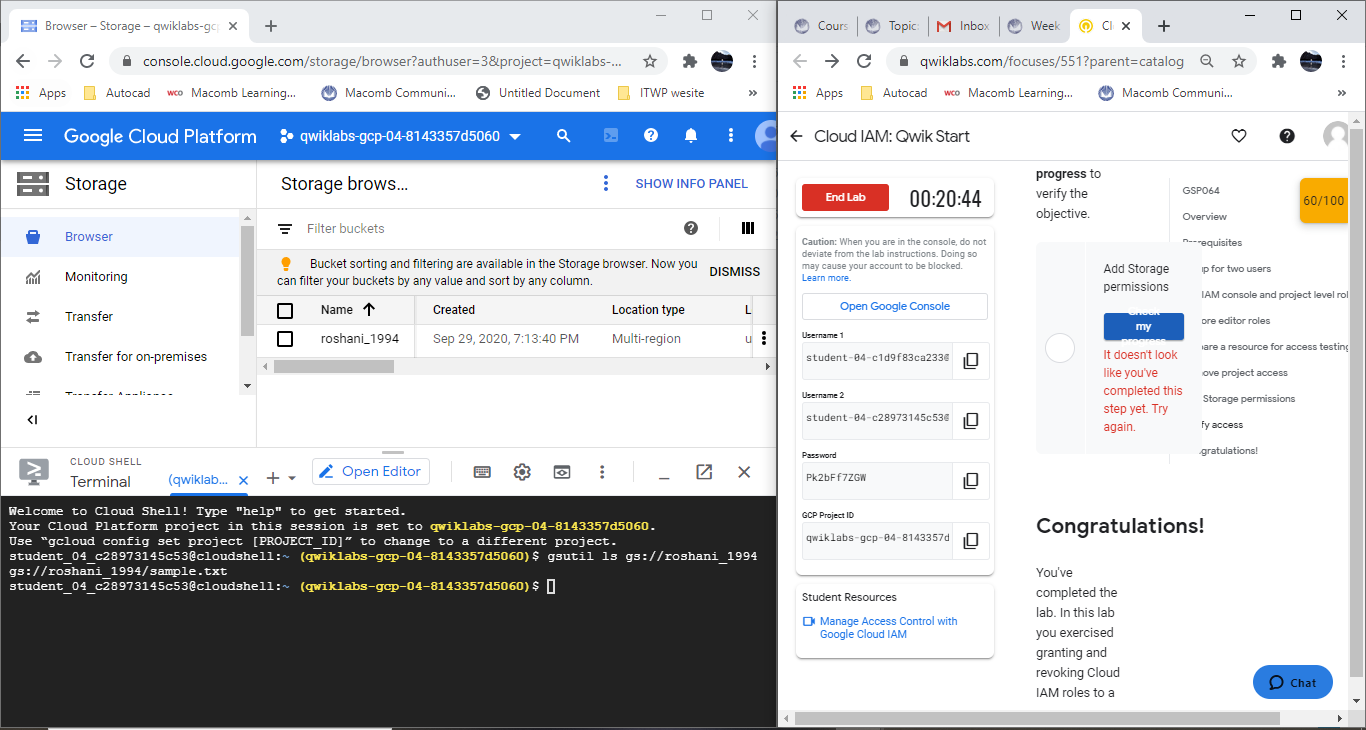 Browser – Storage – qwiklabs-gcp
console.cloud.google.com/storage/browser?authuser=3&project=qwiklabs-...
Apps
Autocad
wco Macomb Learning...
Macomb Communi...
Untitled Document
ITWP wesite
»
Google Cloud Platform
qwiklabs-gcp-04-8143357d5060
Storage
Browser
Monitoring
Transfer
Transfer for on-premises
Transfer Appliance
Storage brows...
SHOW INFO PANEL
Filter buckets
Bucket sorting and filtering are available in the Storage browser. Now you
can filter your buckets by any value and sort by any column.
DISMISS
Name
Created
Location type
L
roshani_1994
Sep 29, 2020, 7:13:40 PM
Multi-region
u
CLOUD SHELL
Terminal
(qwiklab...
Open Editor
Welcome to Cloud Shell! Type "help" to get started.
Your Cloud Platform project in this session is set to qwiklabs-gcp-04-8143357d5060.
Use “gcloud config set project [PROJECT_ID]” to change to a different project.
student_04_c28973145c53@cloudshell:~ (qwiklabs-gcp-04-8143357d5060)$ gsutil ls gs://roshani_1994
gs://roshani_1994/sample.txt
student_04_c28973145c53@cloudshell:~ (qwiklabs-gcp-04-8143357d5060)$
Cours
Topic:
Inbox
Week
Cl
qwiklabs.com/focuses/551?parent=catalog
Apps
Autocad
wco Macomb Learning...
Macomb Communi...
»
Cloud IAM: Qwik Start
End Lab
00:20:44
Caution: When you are in the console, do not
deviate from the lab instructions. Doing so
may cause your account to be blocked.
Learn more.
Open Google Console
Username 1
student-04-c1d9f83ca233@
Username 2
student-04-c28973145c53@
Password
Pk2bFf7ZGW
GCP Project ID
qwiklabs-gcp-04-8143357d
Student Resources
Manage Access Control with
Google Cloud IAM
progress to
verify the
objective.
Add Storage
permissions
Check
my
progress
It doesn't look
like you've
completed this
step yet. Try
again.
Congratulations!
You've
completed the
lab. In this lab
you exercised
granting and
revoking Cloud
IAM roles to a
GSP064
Overview
Prerequisites
up for two users
IAM console and project level rol
ore editor roles
pare a resource for access testing
nove project access
Storage permissions
fy access
ngratulations!
60/100
Chat